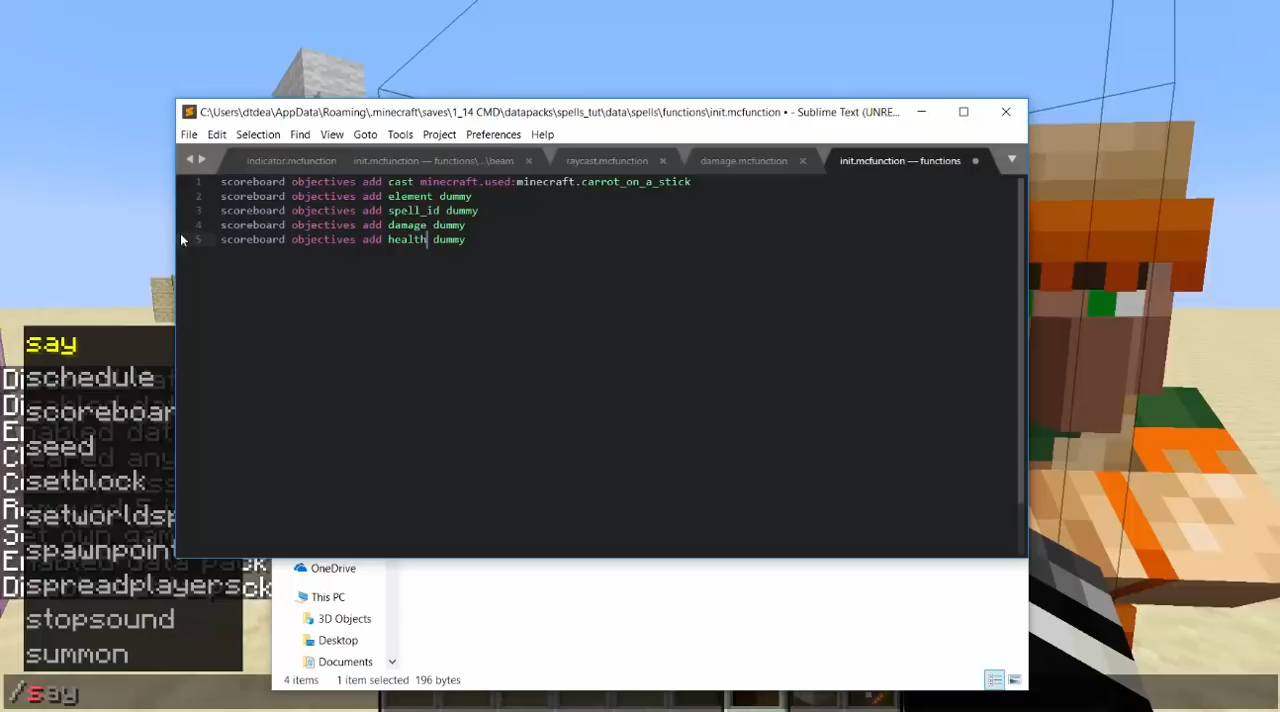 C:\Users\dtdea\AppData\Roaming\.minecraft\saves\1_14 CMD\datapacks\spells_tut\data\spells\functions\init.mcfunction • - Sublime Text (UNRE...
File Edit Selection Find View Goto Tools Project Preferences Help
indicator.mcfunction init.mcfunction — functions\...\beam raycast.mcfunction damage.mcfunction init.mcfunction — functions
1 scoreboard objectives add cast minecraft.used:minecraft.carrot_on_a_stick
2 scoreboard objectives add element dummy
3 scoreboard objectives add spell_id dummy
4 scoreboard objectives add damage dummy
5 scoreboard objectives add health dummy
say
schedule
scoreboar
seed
setblock
setworldsp
spawnpoint
spreadplayers
stopsound
summon
/say
OneDrive
This PC
3D Objects
Desktop
Documents
4 items 1 item selected 196 bytes